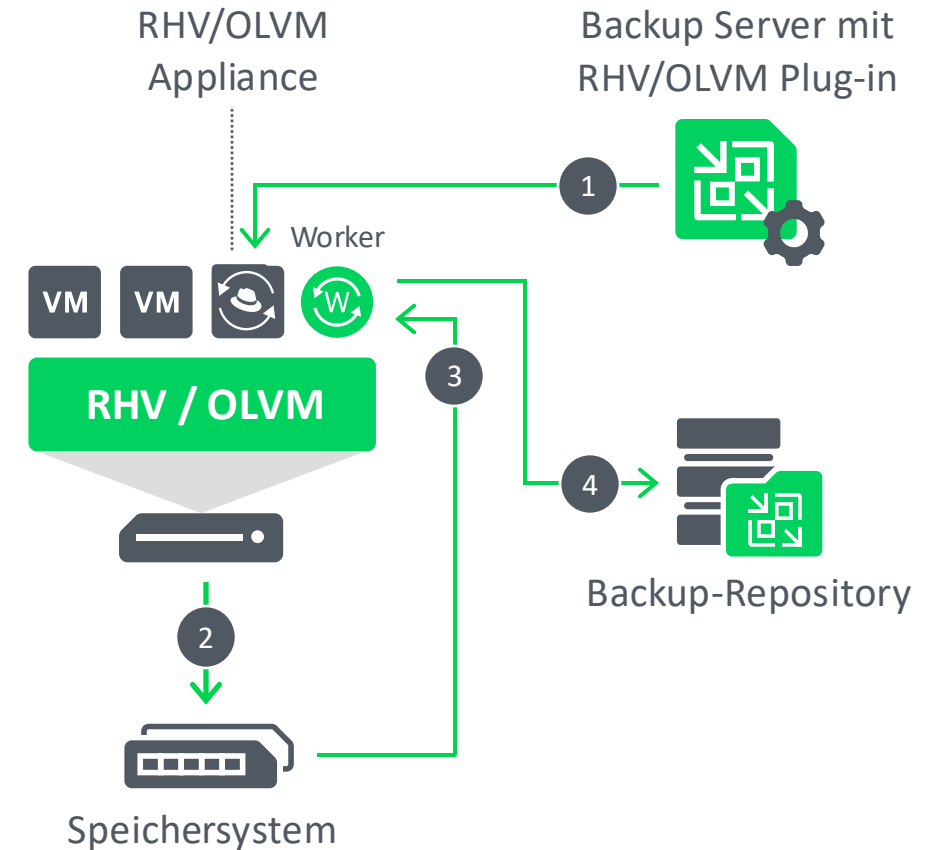 RHV/OLVM
Appliance
Backup Server mit
RHV/OLVM Plug-in
1
Worker
VM
VM
W
3
RHV / OLVM
4
Backup-Repository
2
Speichersystem